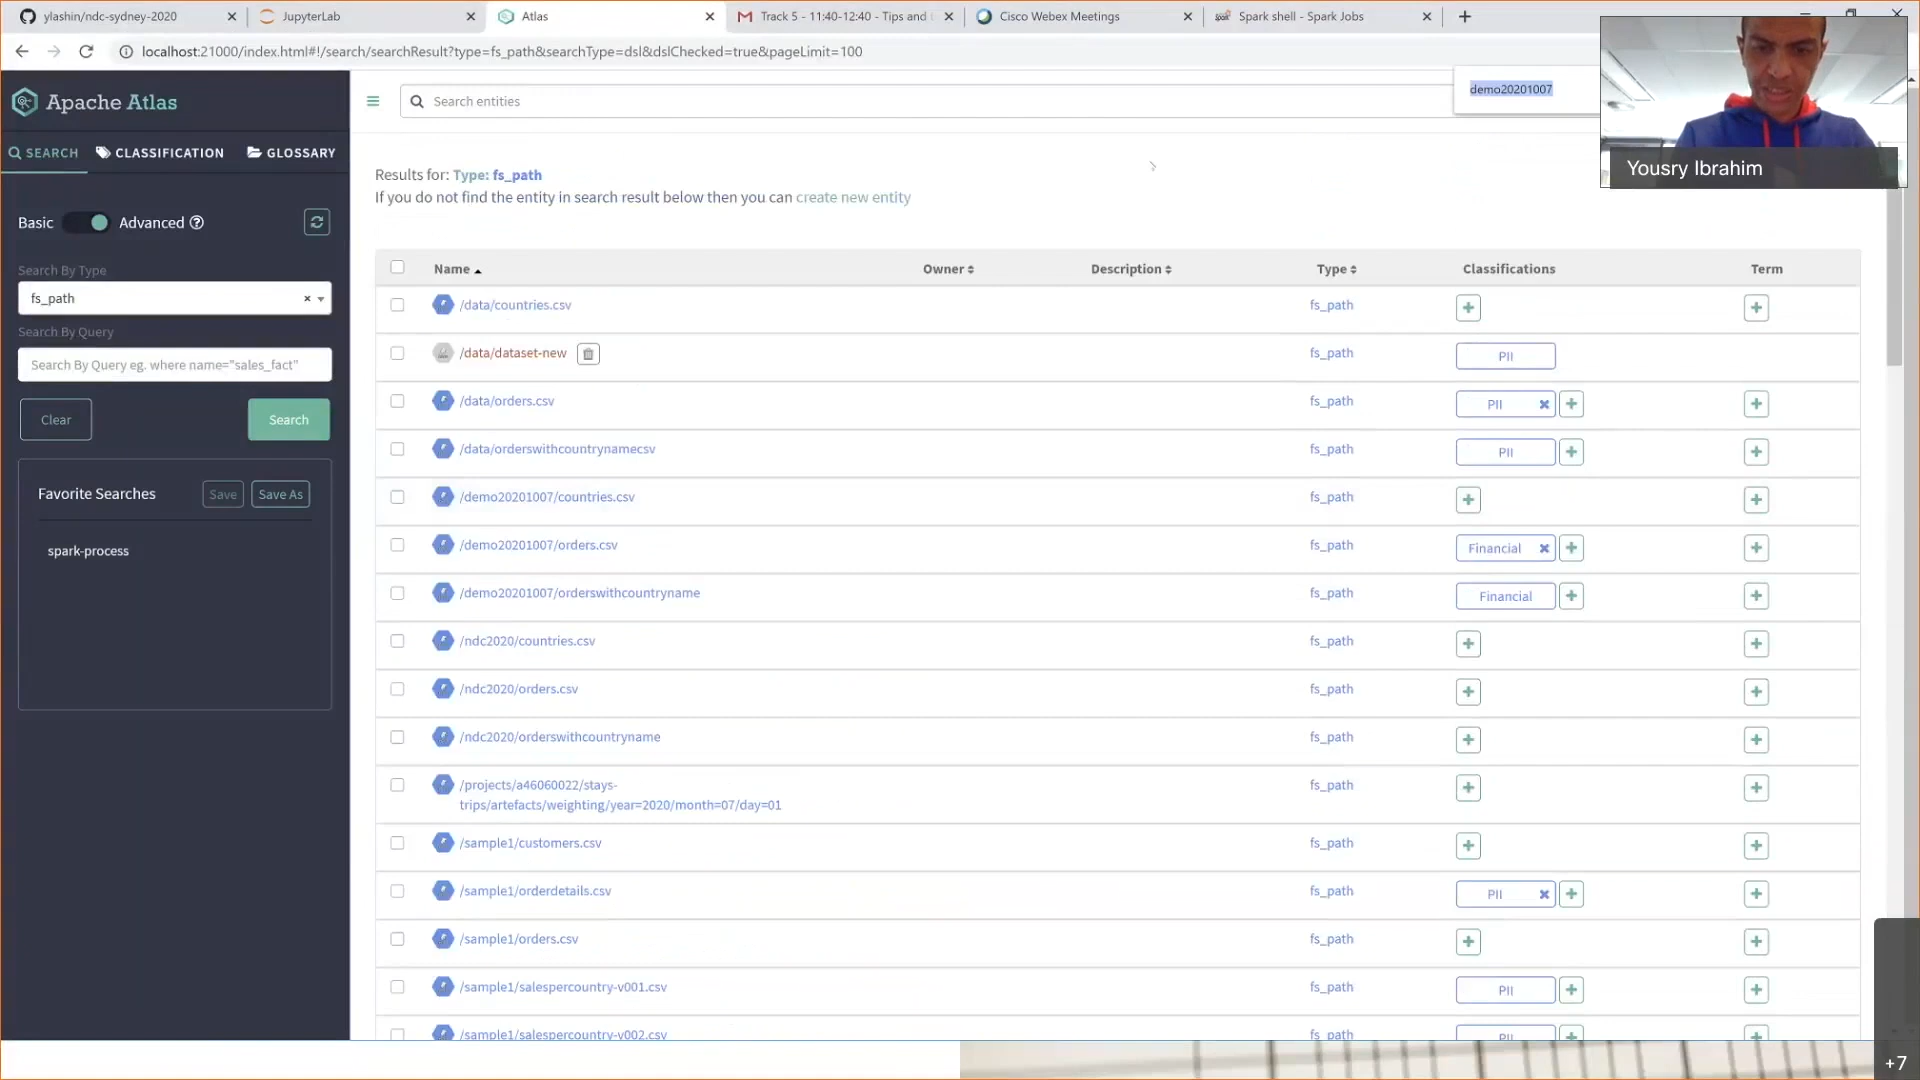 ylashin/ndc-sydney-2020
JupyterLab
Atlas
Track 5 - 11:40-12:40 - Tips and
Cisco Webex Meetings
Spark shell - Spark Jobs
localhost:21000/index.html#!/search/searchResult?type=fs_path&searchType=dsl&dslChecked=true&pageLimit=100
Apache Atlas
Search entities
demo20201007
Yousry Ibrahim
SEARCH
CLASSIFICATION
GLOSSARY
Basic
Advanced
Search By Type
fs_path
Search By Query
Search By Query eg. where name="sales_fact"
Clear
Search
Favorite Searches
Save
Save As
spark-process
Results for: Type: fs_path
If you do not find the entity in search result below then you can create new entity
Name Owner Description Type Classifications Term
/data/countries.csv fs_path
/data/dataset-new fs_path PII
/data/orders.csv fs_path PII
/data/orderswithcountrynamecsv fs_path PII
/demo20201007/countries.csv fs_path
/demo20201007/orders.csv fs_path Financial
/demo20201007/orderswithcountryname fs_path Financial
/ndc2020/countries.csv fs_path
/ndc2020/orders.csv fs_path
/ndc2020/orderswithcountryname fs_path
/projects/a46060022/stays- fs_path
trips/artefacts/weighting/year=2020/month=07/day=01
/sample1/customers.csv fs_path
/sample1/orderdetails.csv fs_path PII
/sample1/orders.csv fs_path
/sample1/salespercountry-v001.csv fs_path PII
/sample1/salespercountry-v002.csv fs_path PII
+7